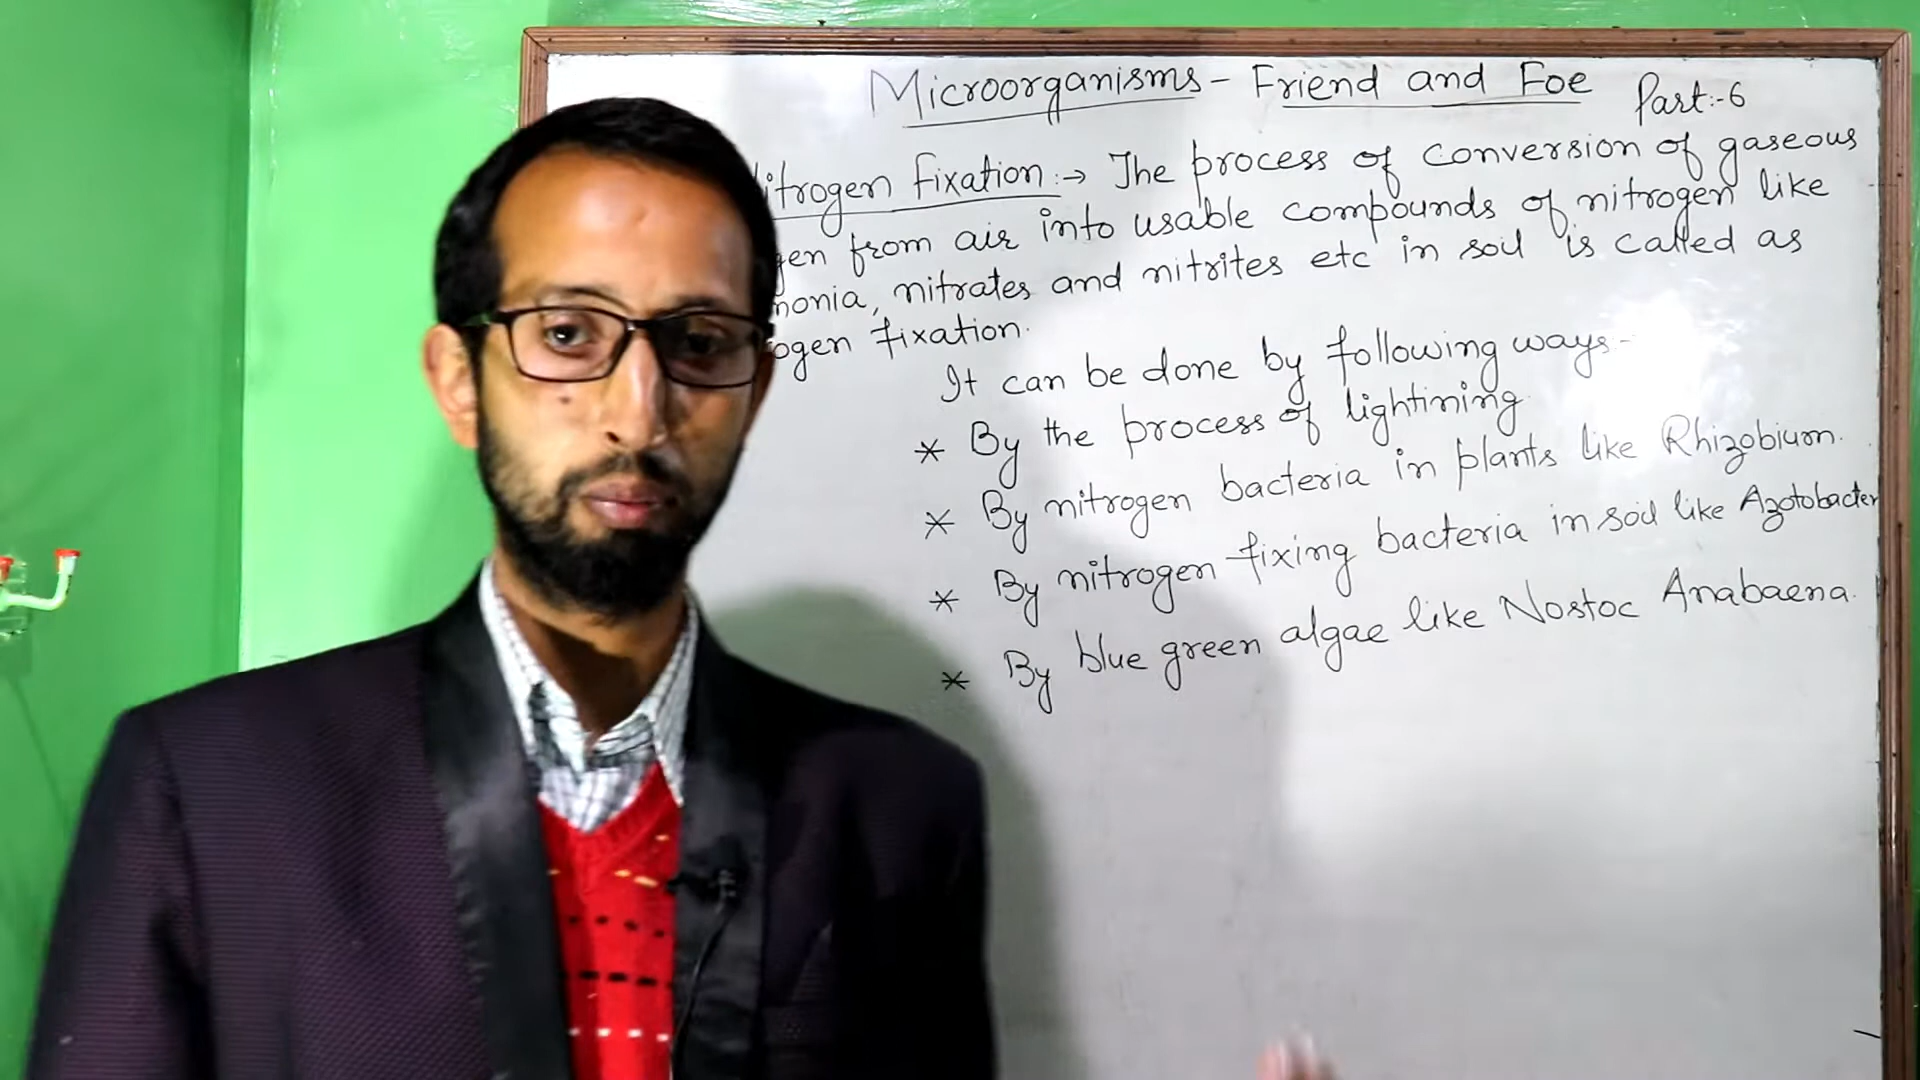 Microorganisms - Friend and Foe Part:-6
itrogen fixation :→ The process of conversion of gaseous
gen from air into usable compounds of nitrogen like
monia, nitrates and nitrites etc in soil is called as
ogen fixation.
It can be done by following ways-
* By the process of lightining
* By nitrogen bacteria in plants like Rhizobium.
* By nitrogen fixing bacteria in soil like Azotobacter
* By blue green algae like Nostoc Anabaena.